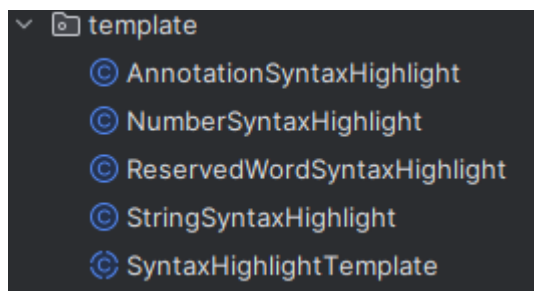 template
AnnotationSyntaxHighlight
NumberSyntaxHighlight
ReservedWordSyntaxHighlight
StringSyntaxHighlight
SyntaxHighlightTemplate